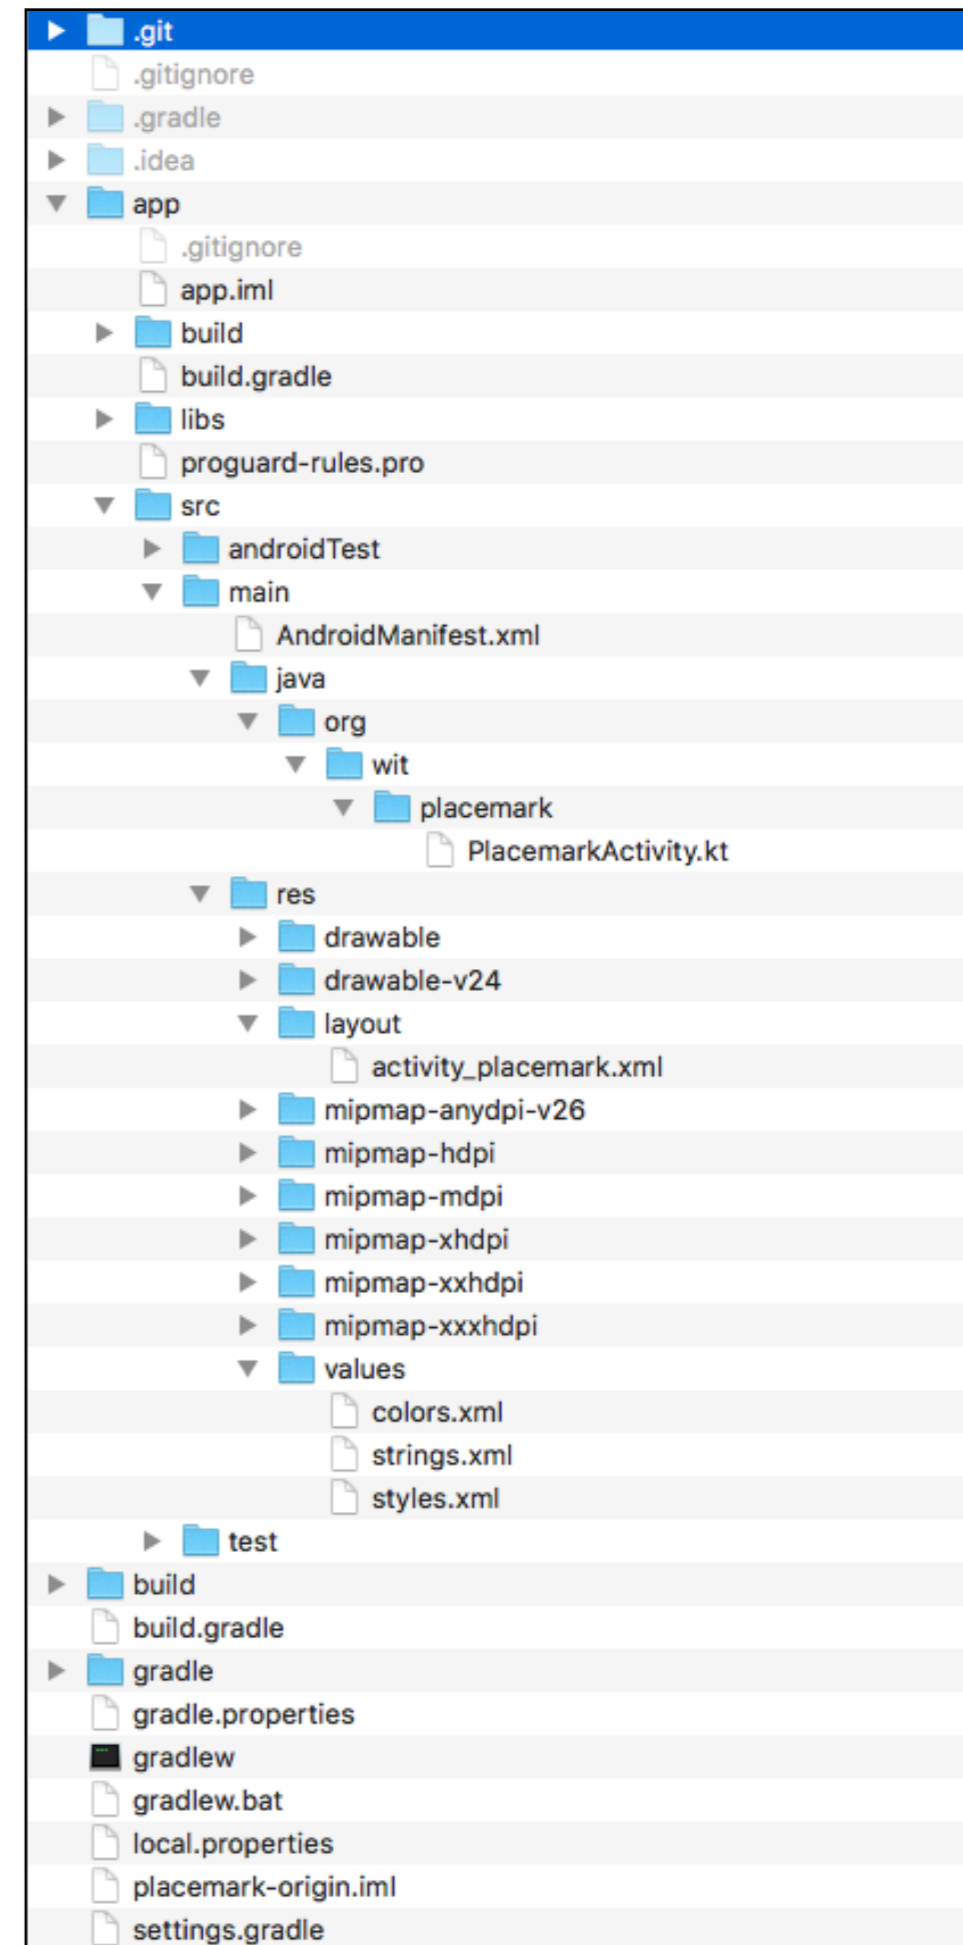 .git
.gitignore
.gradle
.idea
app
.gitignore
app.iml
build
build.gradle
libs
proguard-rules.pro
src
androidTest
main
AndroidManifest.xml
java
org
wit
placemark
PlacemarkActivity.kt
res
drawable
drawable-v24
layout
activity_placemark.xml
mipmap-anydpi-v26
mipmap-hdpi
mipmap-mdpi
mipmap-xhdpi
mipmap-xxhdpi
mipmap-xxxhdpi
values
colors.xml
strings.xml
styles.xml
test
build
build.gradle
gradle
gradle.properties
gradlew
gradlew.bat
local.properties
placemark-origin.iml
settings.gradle